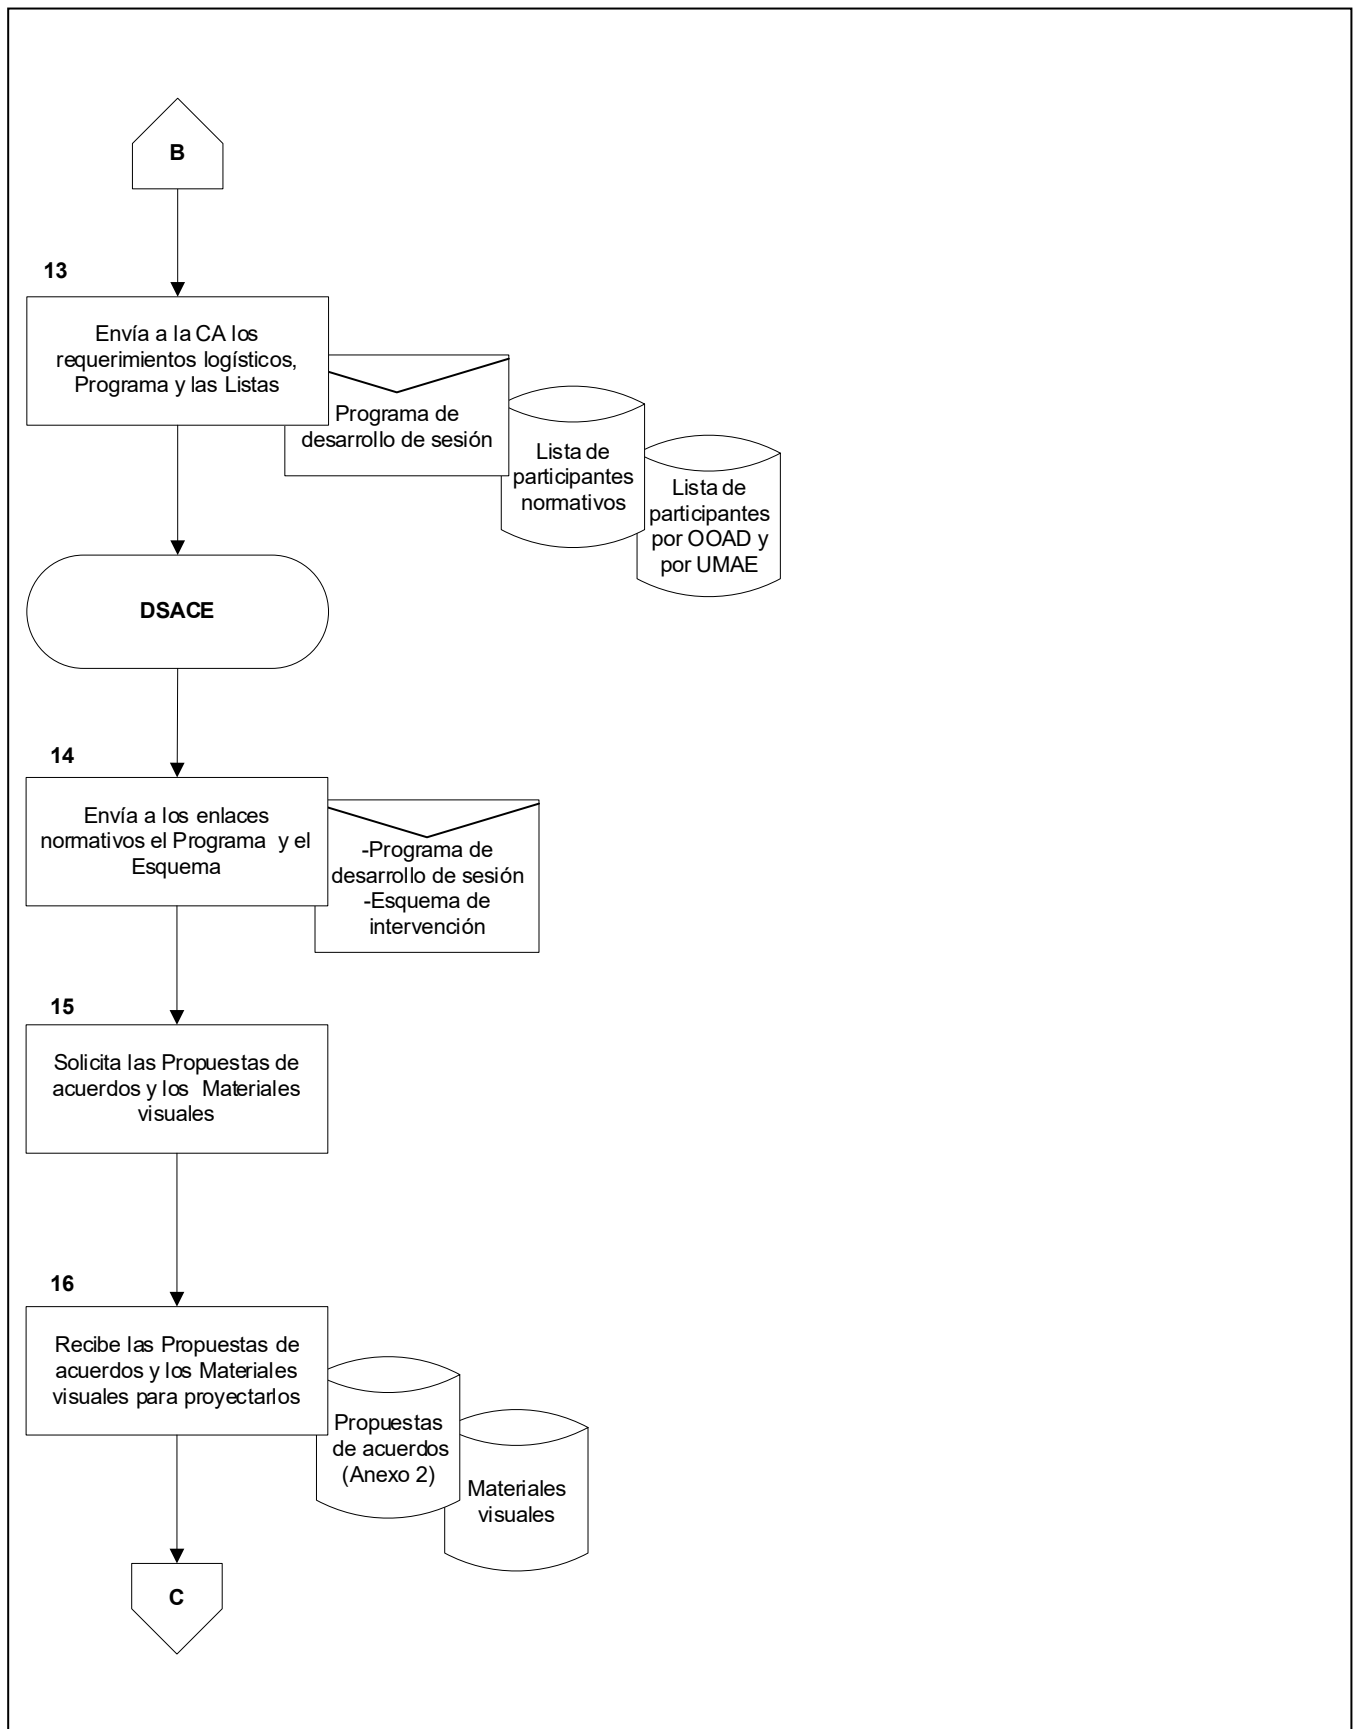 B
13
Envía a la CA los
requerimientos logísticos,
Programa y las Listas
Programa de
desarrollo de sesión
Lista de
participantes
normativos
Lista de
participantes
por OOAD y
por UMAE
DSACE
14
Envía a los enlaces
normativos el Programa y el
Esquema
-Programa de
desarrollo de sesión
-Esquema de
intervención
15
Solicita las Propuestas de
acuerdos y los Materiales
visuales
16
Recibe las Propuestas de
acuerdos y los Materiales
visuales para proyectarlos
Propuestas
de acuerdos
(Anexo 2)
Materiales
visuales
C